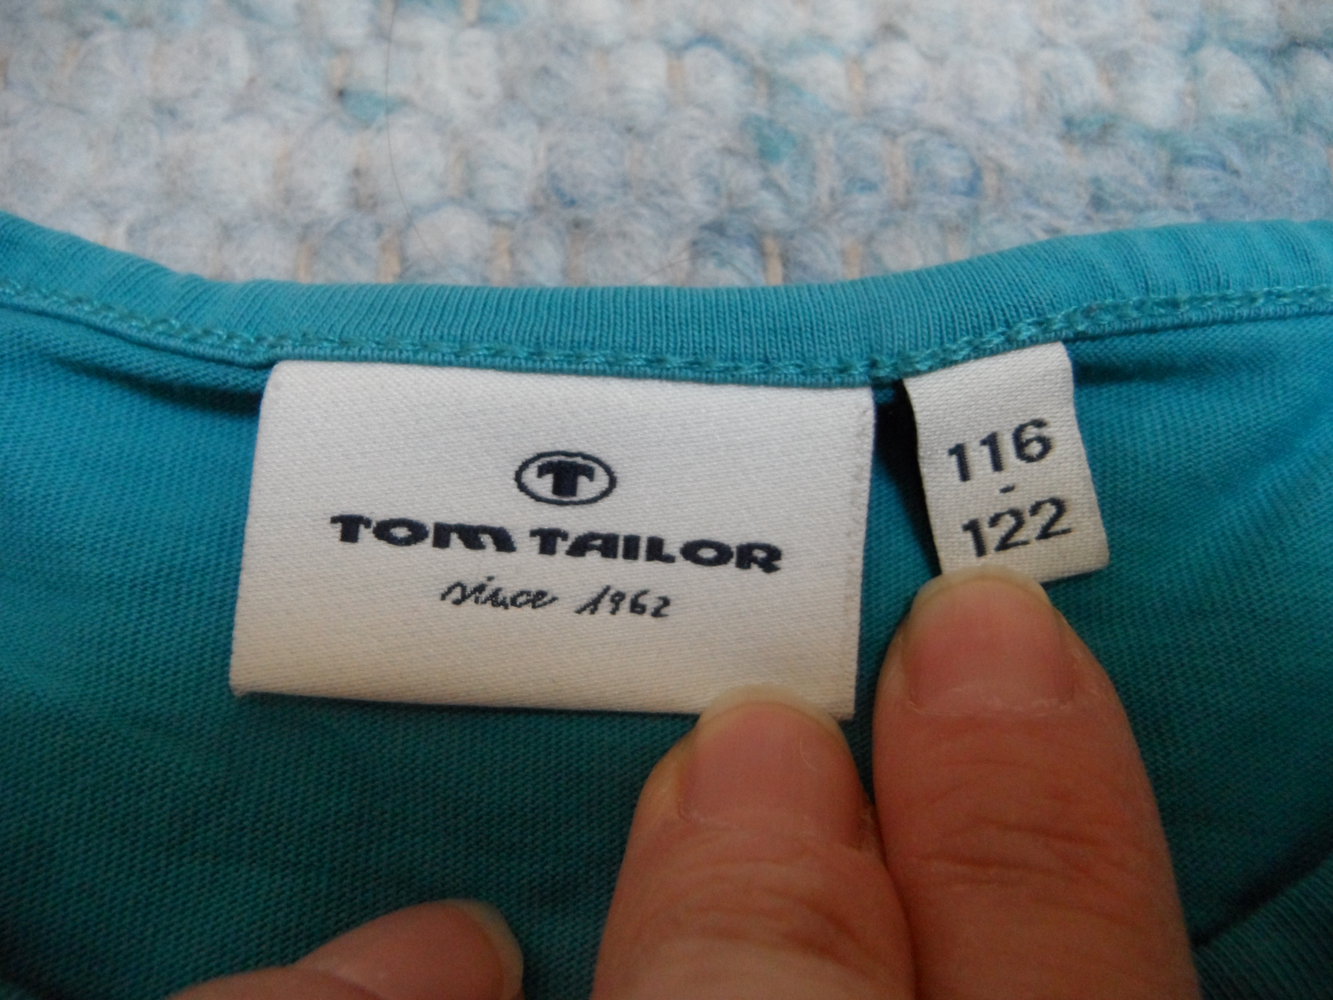 T
TOM TAILOR
since 1962
116
-
122